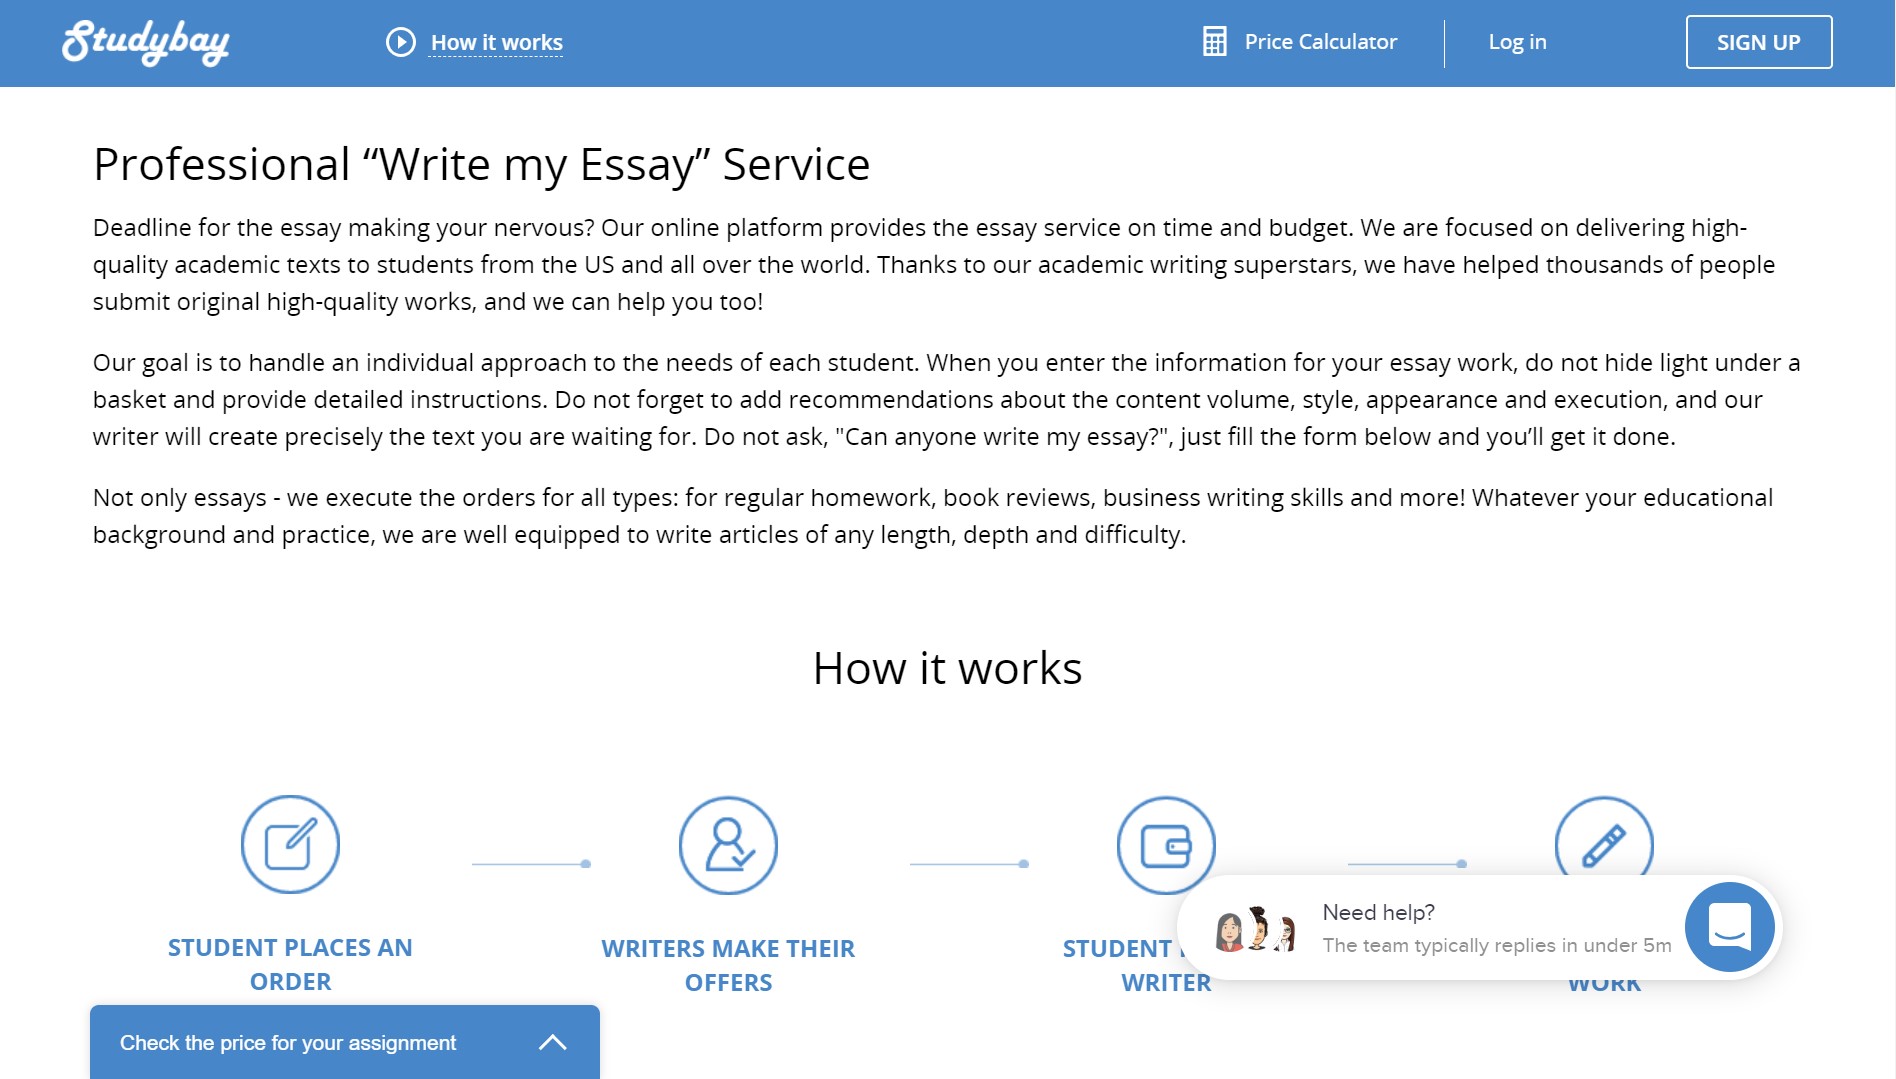 Studybay
How it works
Price Calculator
Log in
SIGN UP
Professional “Write my Essay” Service
Deadline for the essay making your nervous? Our online platform provides the essay service on time and budget. We are focused on delivering high-
quality academic texts to students from the US and all over the world. Thanks to our academic writing superstars, we have helped thousands of people
submit original high-quality works, and we can help you too!
Our goal is to handle an individual approach to the needs of each student. When you enter the information for your essay work, do not hide light under a
basket and provide detailed instructions. Do not forget to add recommendations about the content volume, style, appearance and execution, and our
writer will create precisely the text you are waiting for. Do not ask, "Can anyone write my essay?", just fill the form below and you’ll get it done.
Not only essays - we execute the orders for all types: for regular homework, book reviews, business writing skills and more! Whatever your educational
background and practice, we are well equipped to write articles of any length, depth and difficulty.
How it works
STUDENT PLACES AN
ORDER
WRITERS MAKE THEIR
OFFERS
STUDENT
WRITER
WORK
Need help?
The team typically replies in under 5m
Check the price for your assignment